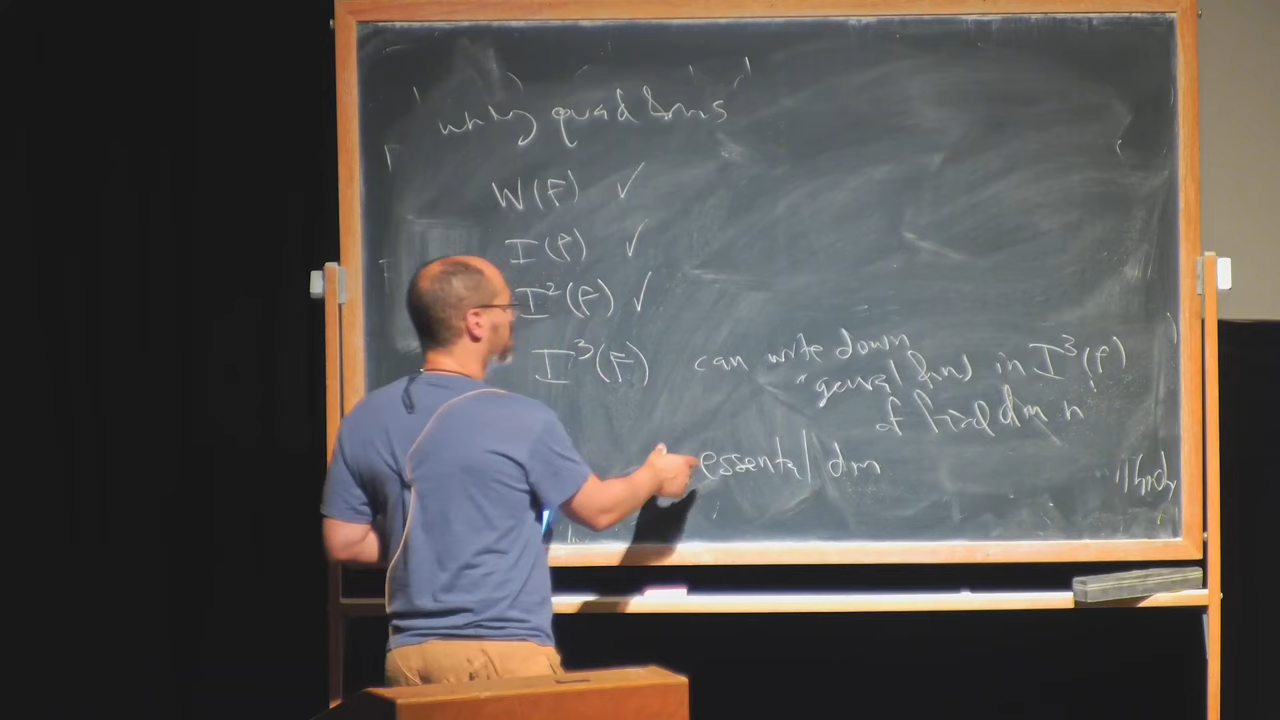 why quad forms
W(F) ✓
I(F) ✓
I²(F) ✓
I³(F) can write down
"general forms in I³(F)
of fixed dim n
essential dim